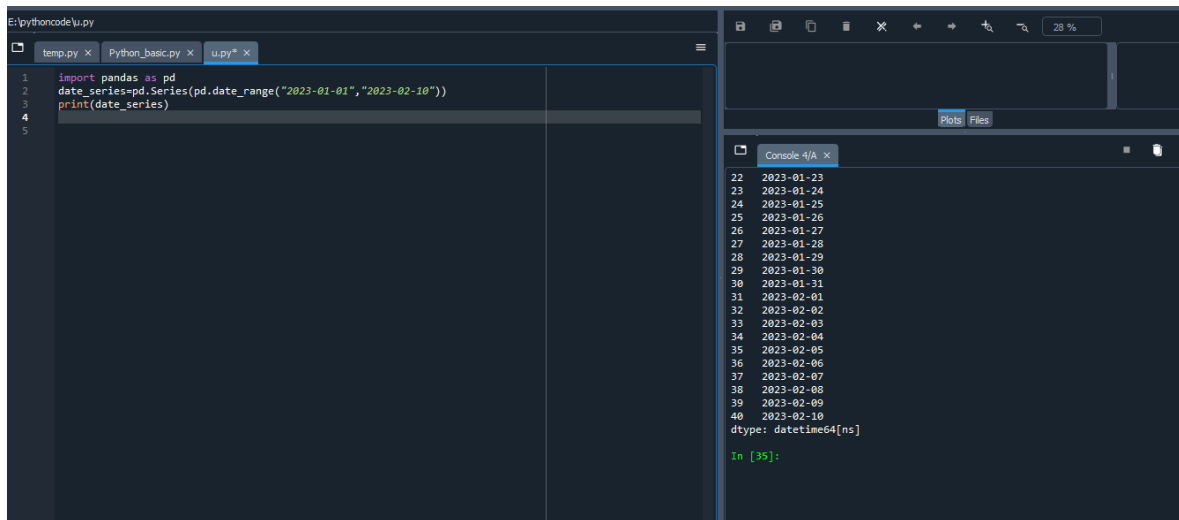 E:\pythoncode\u.py
temp.py
Python_basic.py
u.py*
1 import pandas as pd
2 date_series=pd.Series(pd.date_range("2023-01-01","2023-02-10"))
3 print(date_series)
4
5
28 %
Plots Files
Console 4/A
22 2023-01-23
23 2023-01-24
24 2023-01-25
25 2023-01-26
26 2023-01-27
27 2023-01-28
28 2023-01-29
29 2023-01-30
30 2023-01-31
31 2023-02-01
32 2023-02-02
33 2023-02-03
34 2023-02-04
35 2023-02-05
36 2023-02-06
37 2023-02-07
38 2023-02-08
39 2023-02-09
40 2023-02-10
dtype: datetime64[ns]
In [35]: